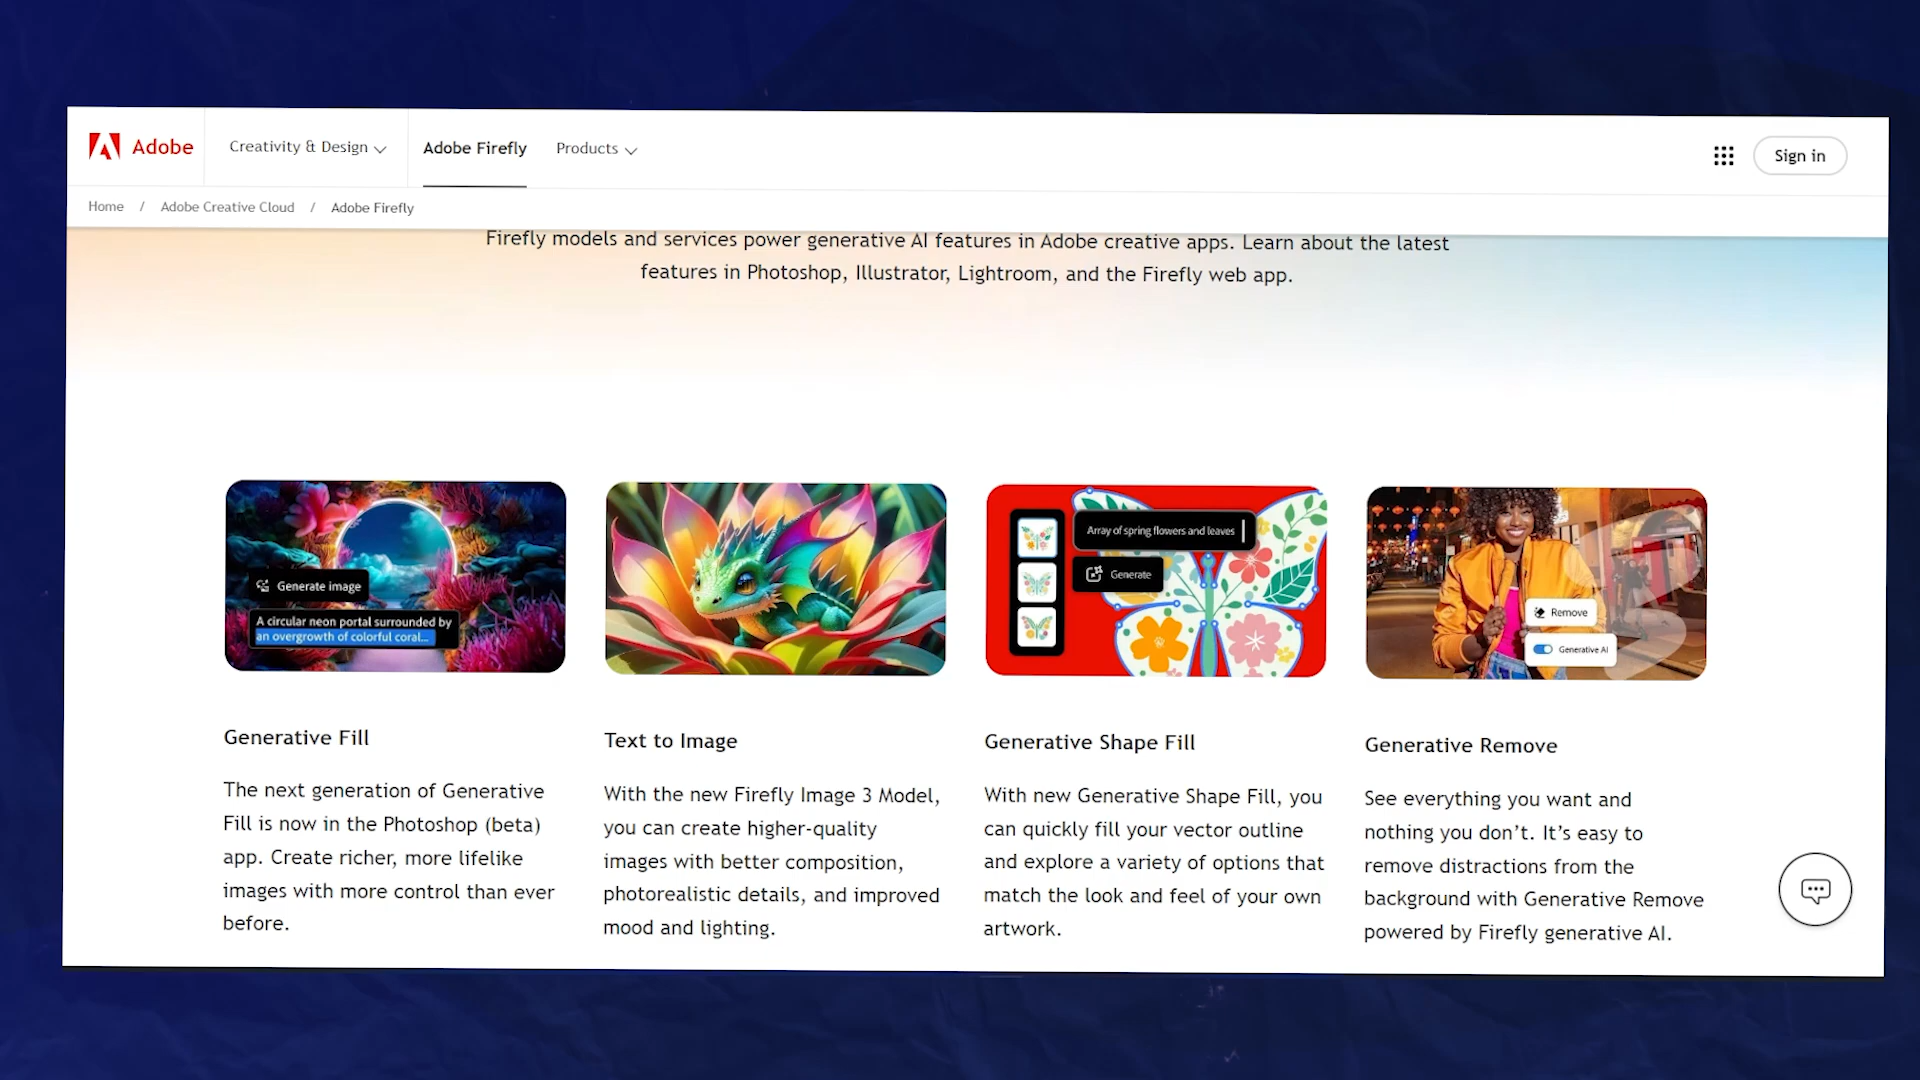 Adobe
Creativity & Design
Adobe Firefly
Products
Sign in
Home / Adobe Creative Cloud / Adobe Firefly
Firefly models and services power generative AI features in Adobe creative apps. Learn about the latest
features in Photoshop, Illustrator, Lightroom, and the Firefly web app.
Generate image
A circular neon portal surrounded by
an overgrowth of colorful coral...
Array of spring flowers and leaves
Generate
Remove
Generative AI
Generative Fill
The next generation of Generative
Fill is now in the Photoshop (beta)
app. Create richer, more lifelike
images with more control than ever
before.
Text to Image
With the new Firefly Image 3 Model,
you can create higher-quality
images with better composition,
photorealistic details, and improved
mood and lighting.
Generative Shape Fill
With new Generative Shape Fill, you
can quickly fill your vector outline
and explore a variety of options that
match the look and feel of your own
artwork.
Generative Remove
See everything you want and
nothing you don’t. It’s easy to
remove distractions from the
background with Generative Remove
powered by Firefly generative AI.